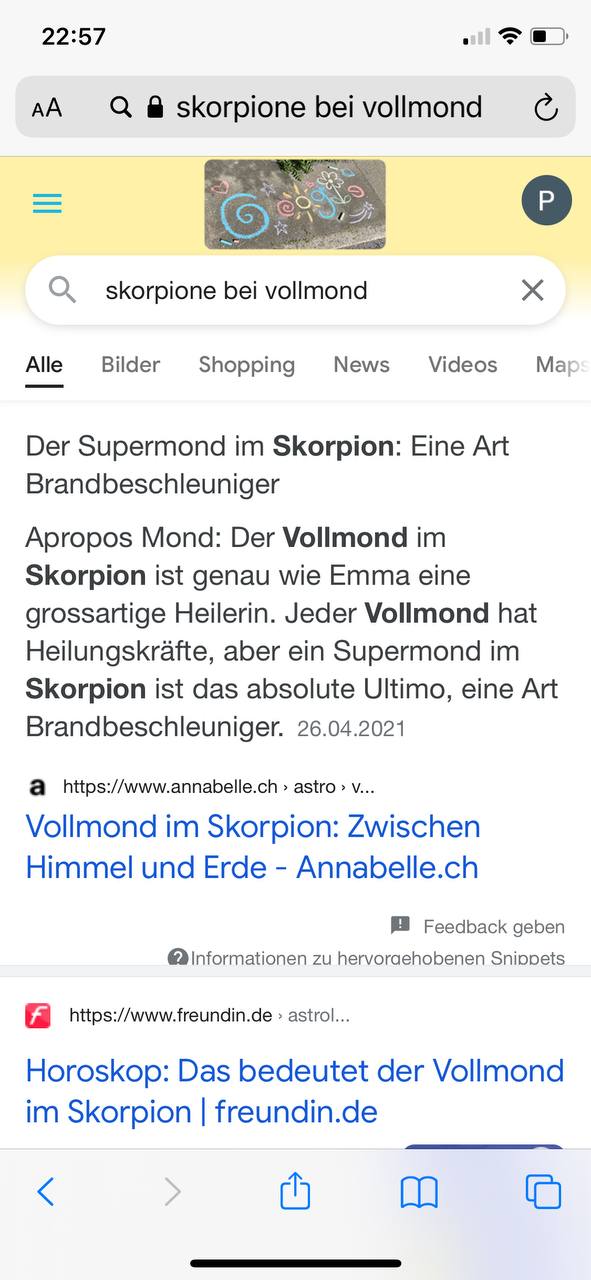 22:57
AA skorpione bei vollmond
P
skorpione bei vollmond
Alle Bilder Shopping News Videos Maps
Der Supermond im Skorpion: Eine Art
Brandbeschleuniger
Apropos Mond: Der Vollmond im
Skorpion ist genau wie Emma eine
grossartige Heilerin. Jeder Vollmond hat
Heilungskräfte, aber ein Supermond im
Skorpion ist das absolute Ultimo, eine Art
Brandbeschleuniger. 26.04.2021
a https://www.annabelle.ch › astro › v...
Vollmond im Skorpion: Zwischen
Himmel und Erde - Annabelle.ch
Feedback geben
Informationen zu hervorgehobenen Snippets
f https://www.freundin.de › astrol...
Horoskop: Das bedeutet der Vollmond
im Skorpion | freundin.de